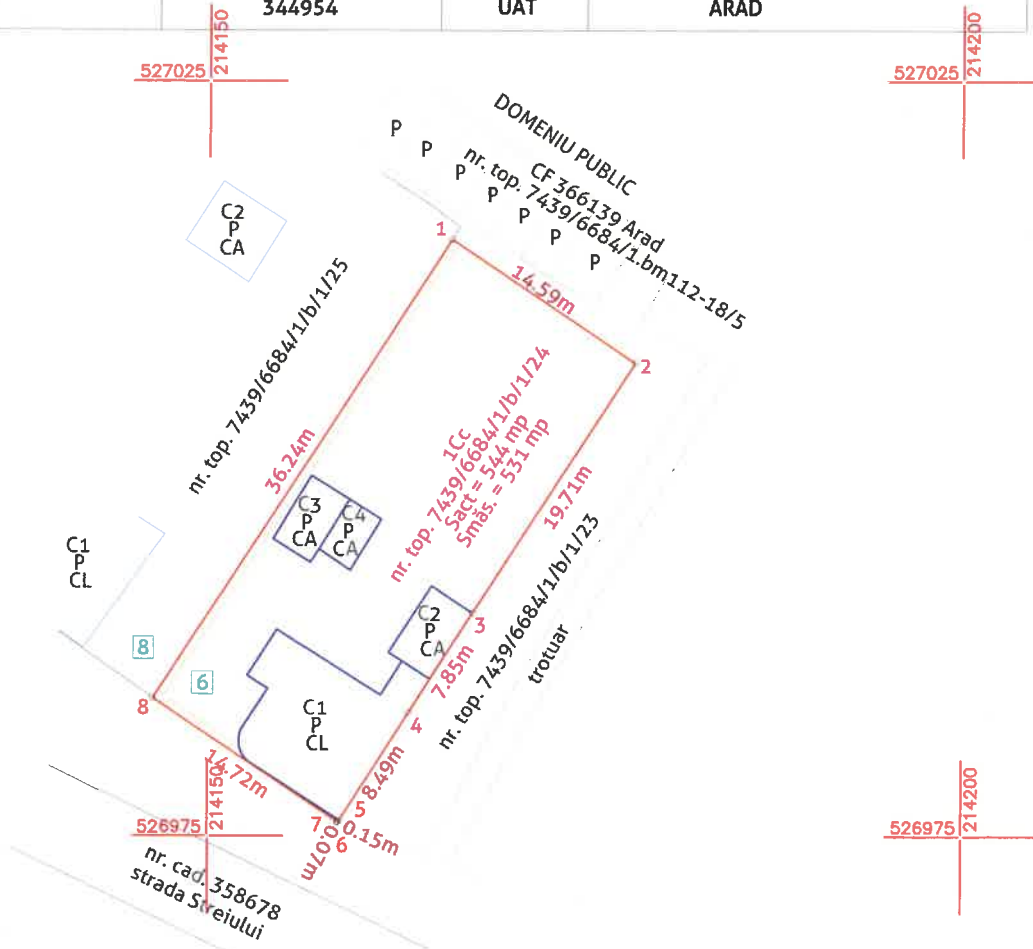 344954 UAT ARAD
527025
214150
527025
214200
DOMENIU PUBLIC
CF 366139 Arad
nr. top. 7439/6684/1.bm112-18/5
P
P
P
P
P
P
P
C2
P
CA
nr. top. 7439/6684/1/b/1/25
1
14.59m
2
36.24m
1Cc
nr. top. 7439/6684/1/b/1/24
Sact = 544 mp
Smăs. = 531 mp
19.71m
C3
P
CA
C4
P
CA
C1
P
CL
C2
P
CA
3
7.85m
nr. top. 7439/6684/1/b/1/23
trotuar
8
6
8
C1
P
CL
4
8.49m
14.72m
5
7
6
0.15m
0.07m
526975
214150
526975
214200
nr. cad. 358678
strada Streiului